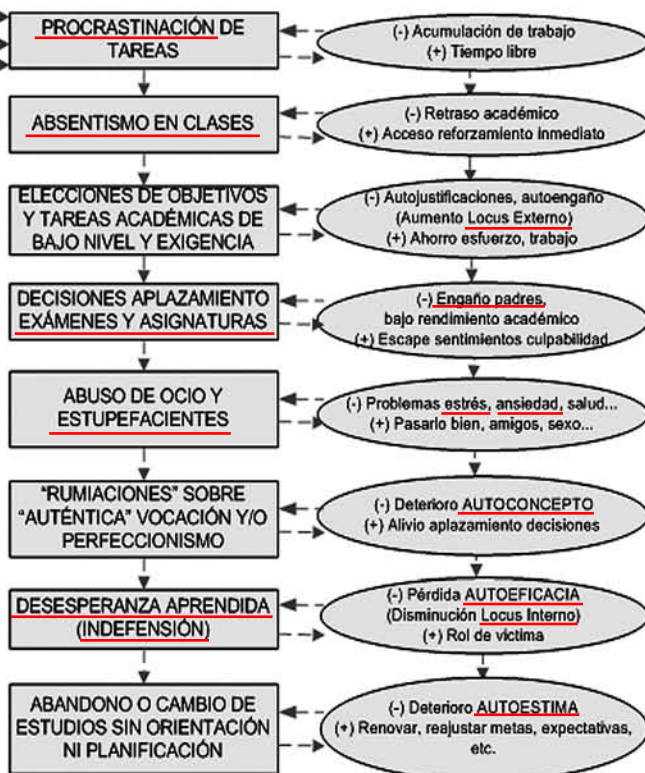 PROCRASTINACIÓN DE
TAREAS
(-) Acumulación de trabajo
(+) Tiempo libre
ABSENTISMO EN CLASES
(-) Retraso académico
(+) Acceso reforzamiento inmediato
ELECCIONES DE OBJETIVOS
Y TAREAS ACADÉMICAS DE
BAJO NIVEL Y EXIGENCIA
(-) Autojustificaciones, autoengaño
(Aumento Locus Externo)
(+) Ahorro esfuerzo, trabajo
DECISIONES APLAZAMIENTO
EXÁMENES Y ASIGNATURAS
(-) Engaño padres,
bajo rendimiento académico
(+) Escape sentimientos culpabilidad
ABUSO DE OCIO Y
ESTUPEFACIENTES
(-) Problemas estrés, ansiedad, salud...
(+) Pasarlo bien, amigos, sexo...
"RUMIACIONES" SOBRE
"AUTÉNTICA" VOCACIÓN Y/O
PERFECCIONISMO
(-) Deterioro AUTOCONCEPTO
(+) Alivio aplazamiento decisiones
DESESPERANZA APRENDIDA
(INDEFENSIÓN)
(-) Pérdida AUTOEFICACIA
(Disminución Locus Interno)
(+) Rol de victima
ABANDONO O CAMBIO DE
ESTUDIOS SIN ORIENTACIÓN
NI PLANIFICACIÓN
(-) Deterioro AUTOESTIMA
(+) Renovar, reajustar metas, expectativas,
etc.